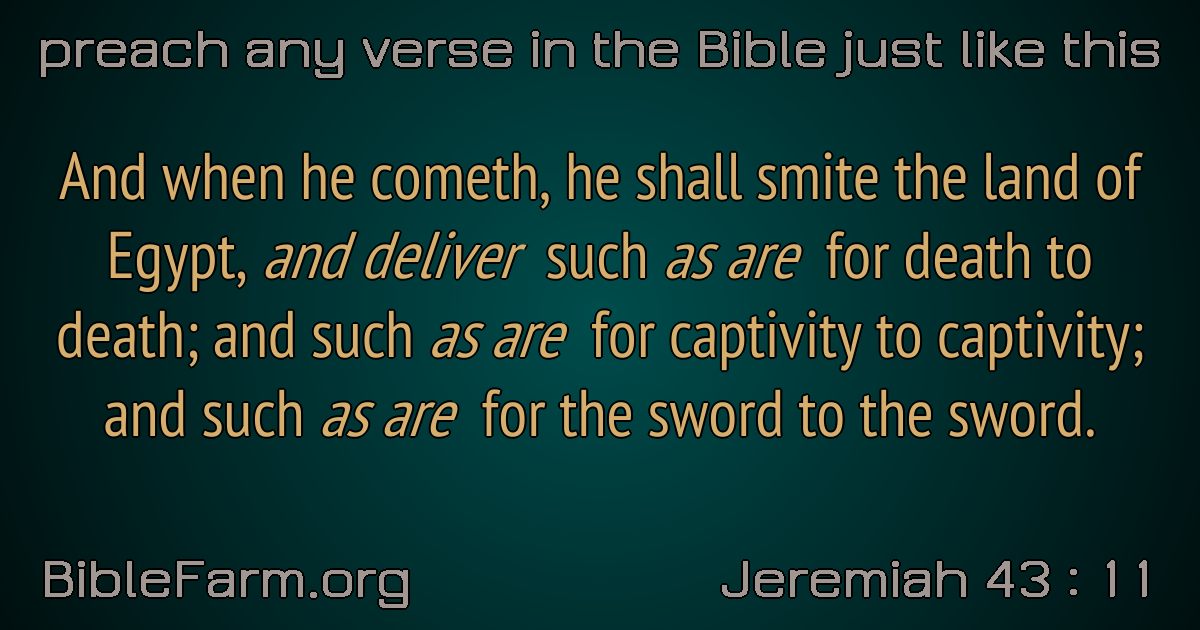 preach any verse in the Bible just like this
And when he cometh, he shall smite the land of
Egypt, and deliver such as are for death to
death; and such as are for captivity to captivity;
and such as are for the sword to the sword.
BibleFarm.org
Jeremiah 43 : 11